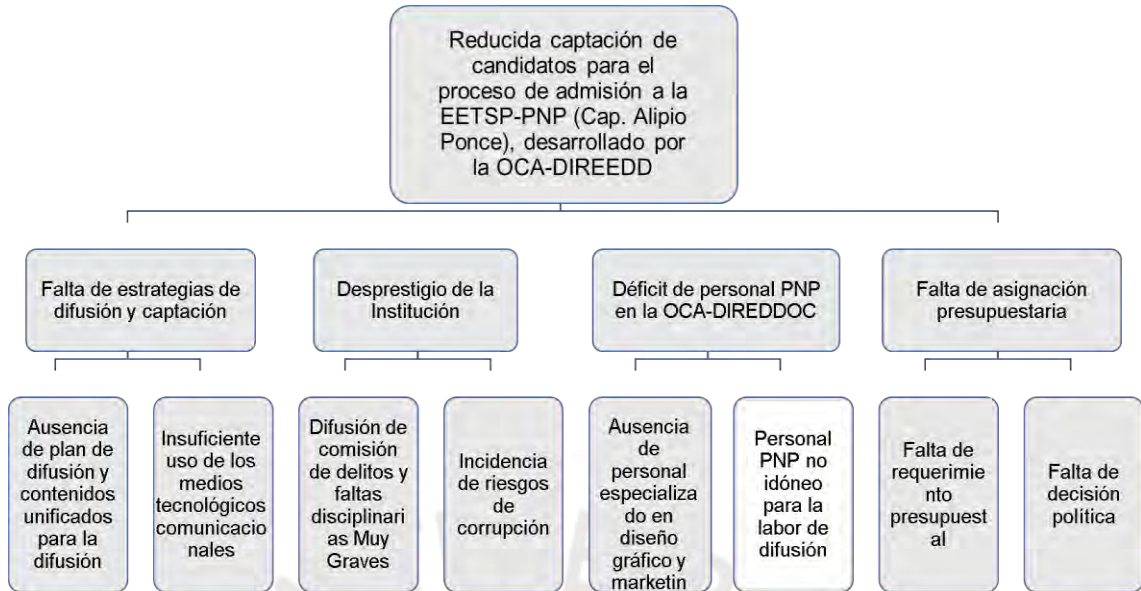 Reducida captación de
candidatos para el
proceso de admisión a la
EETSP-PNP (Cap. Alipio
Ponce), desarrollado por
la OCA-DIREEDD
Falta de estrategias de
difusión y captación
Desprestigio de la
Institución
Déficit de personal PNP
en la OCA-DIREDDOC
Falta de asignación
presupuestaria
Ausencia
de plan de
difusión y
contenidos
unificados
para la
difusión
Insuficiente
uso de los
medios
tecnológicos
comunicacio
nales
Difusión de
comisión de
delitos y
faltas
disciplinari
as Muy
Graves
Incidencia
de riesgos
de
corrupción
Ausencia
de
personal
especializa
do en
diseño
gráfico y
marketin
Personal
PNP no
idóneo para
la labor de
difusión
Falta de
requerimie
nto
presupuest
al
Falta de
decisión
política